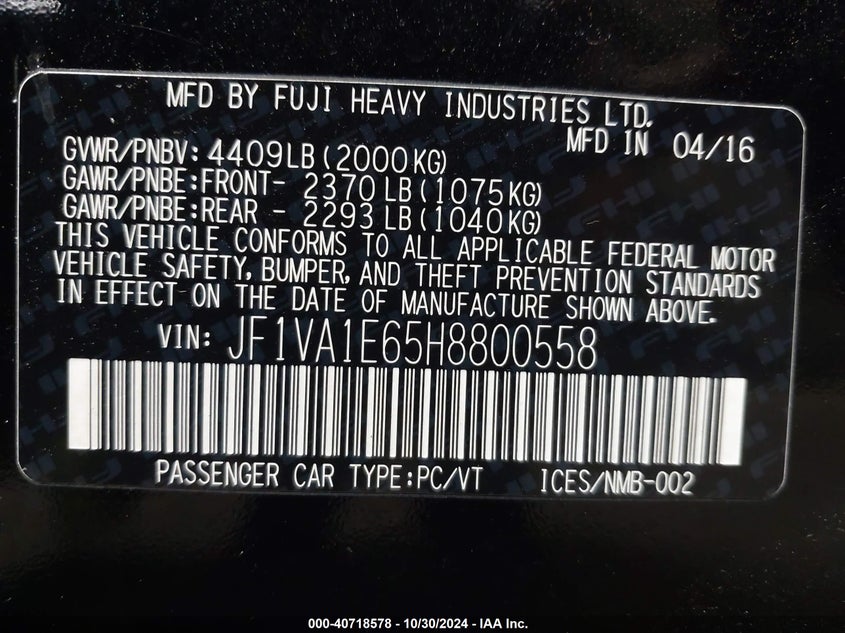 MFD BY FUJI HEAVY INDUSTRIES LTD.
MFD IN 04/16
GVWR/PNBV: 4409LB(2000KG)
GAWR/PNBE:FRONT- 2370LB(1075KG)
GAWR/PNBE:REAR - 2293LB(1040KG)
THIS VEHICLE CONFORMS TO ALL APPLICABLE FEDERAL MOTOR
VEHICLE SAFETY, BUMPER, AND THEFT PREVENTION STANDARDS
IN EFFECT ON THE DATE OF MANUFACTURE SHOWN ABOVE.
VIN: JF1VA1E65H8800558
PASSENGER CAR TYPE:PC/VT ICES/NMB-002
000-40718578 - 10/30/2024 - IAA Inc.